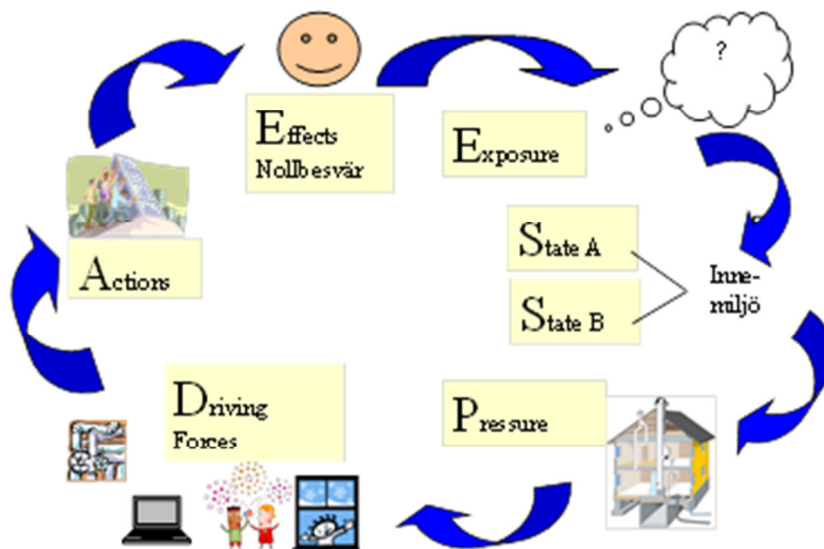 ?
Effects
Nollbesvär
Exposure
State A
State B
Inne-
miljö
Pressure
Driving
Forces
Actions